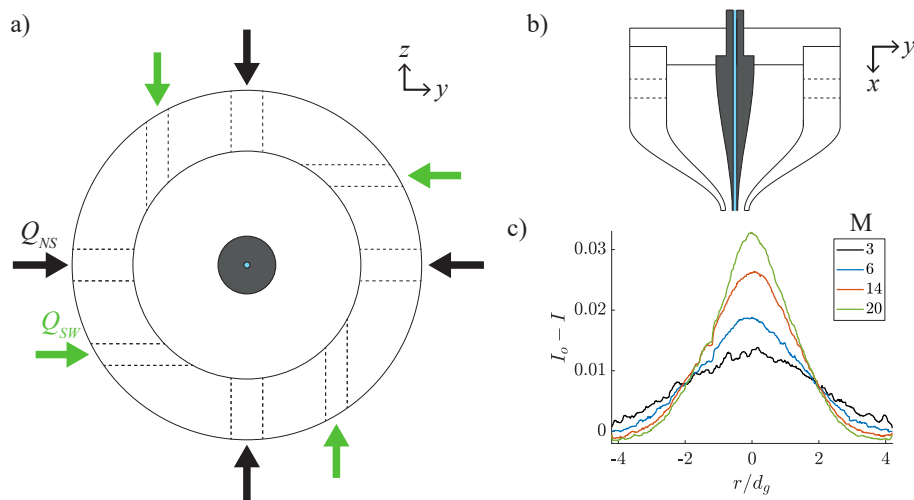 a)
z
y
Q_NS
Q_SW
b)
y
x
c)
M
3
6
14
20
0.03
0.02
0.01
0
I_o − I
-4 -2 0 2 4
r/d_g